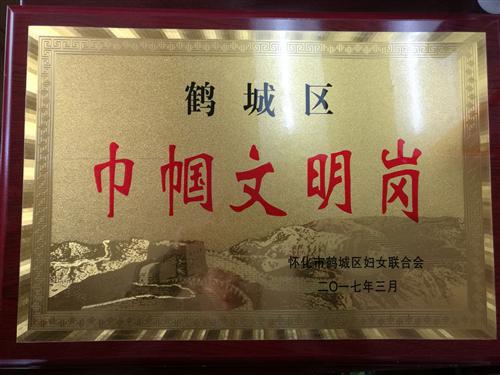 鹤城区
巾帼文明岗
怀化市鹤城区妇女联合会
二〇一七年三月